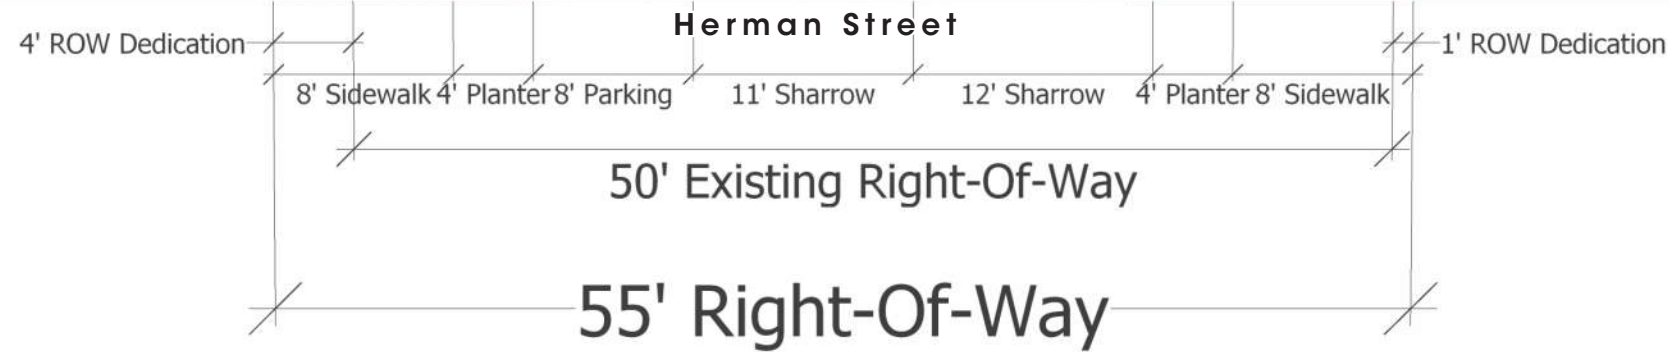 Herman Street
4' ROW Dedication
1' ROW Dedication
8' Sidewalk 4' Planter 8' Parking 11' Sharrow 12' Sharrow 4' Planter 8' Sidewalk
50' Existing Right-Of-Way
55' Right-Of-Way